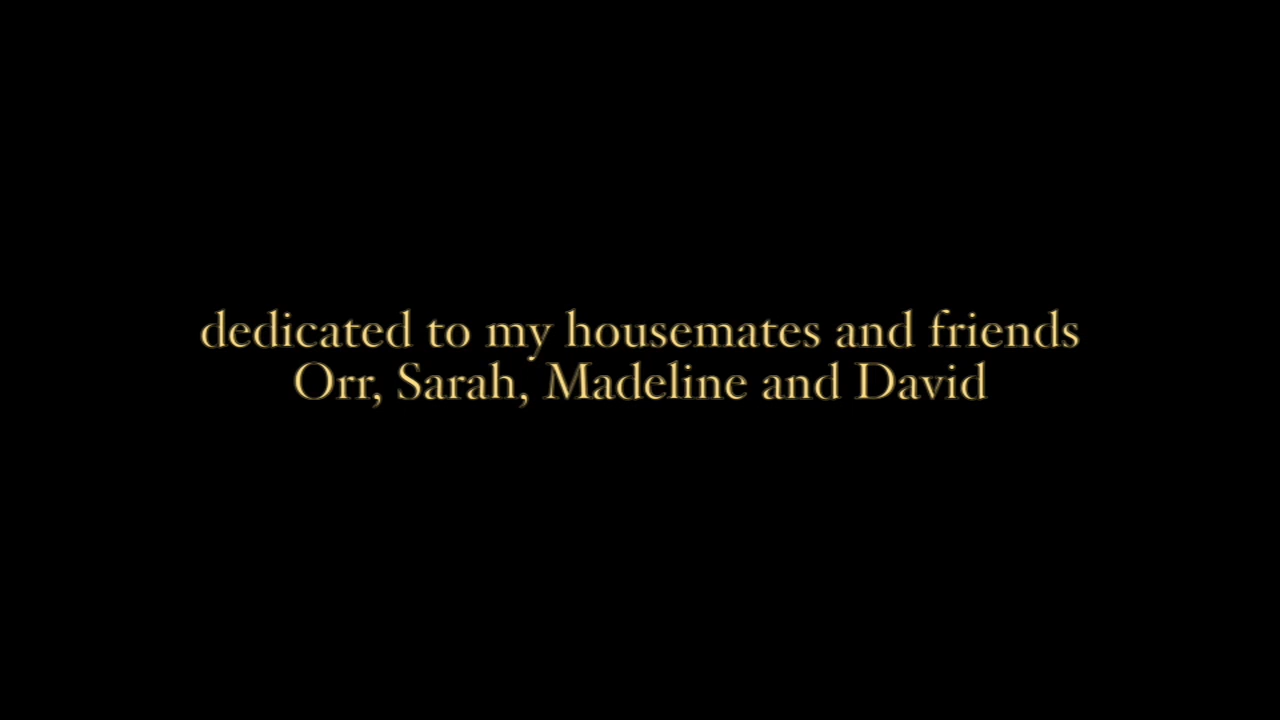 dedicated to my housemates and friends
Orr, Sarah, Madeline and David